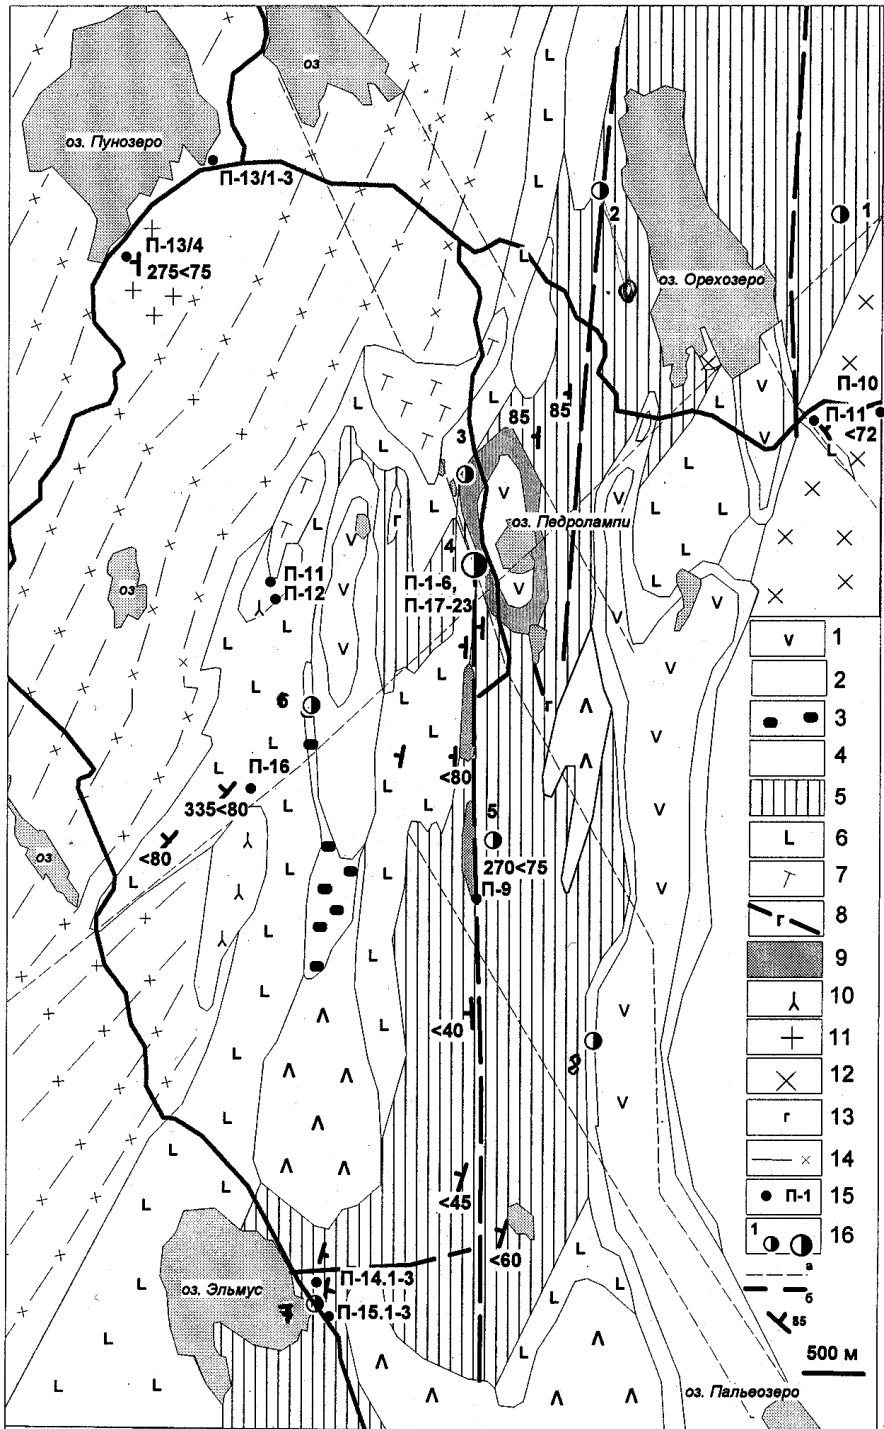 оз
оз. Пунозеро
П-13/1-3
2
1
П-13/4
275<75
оз. Орехозеро
П-10
85
85
П-11
<72
3
оз. Педролампи
4
П-11
П-12
П-1-6,
П-17-23
оз
6
г
г
<80
П-16
335<80
<80
5
270<75
П-9
оз
<40
8
<45
<60
оз. Эльмус
П-14.1-3
П-15.1-3
оз. Пальеозеро
v 1
2
3
4
5
L 6
7
г 8
9
10
11
12
г 13
14
П-1 15
1 16
а
б
85
500 м